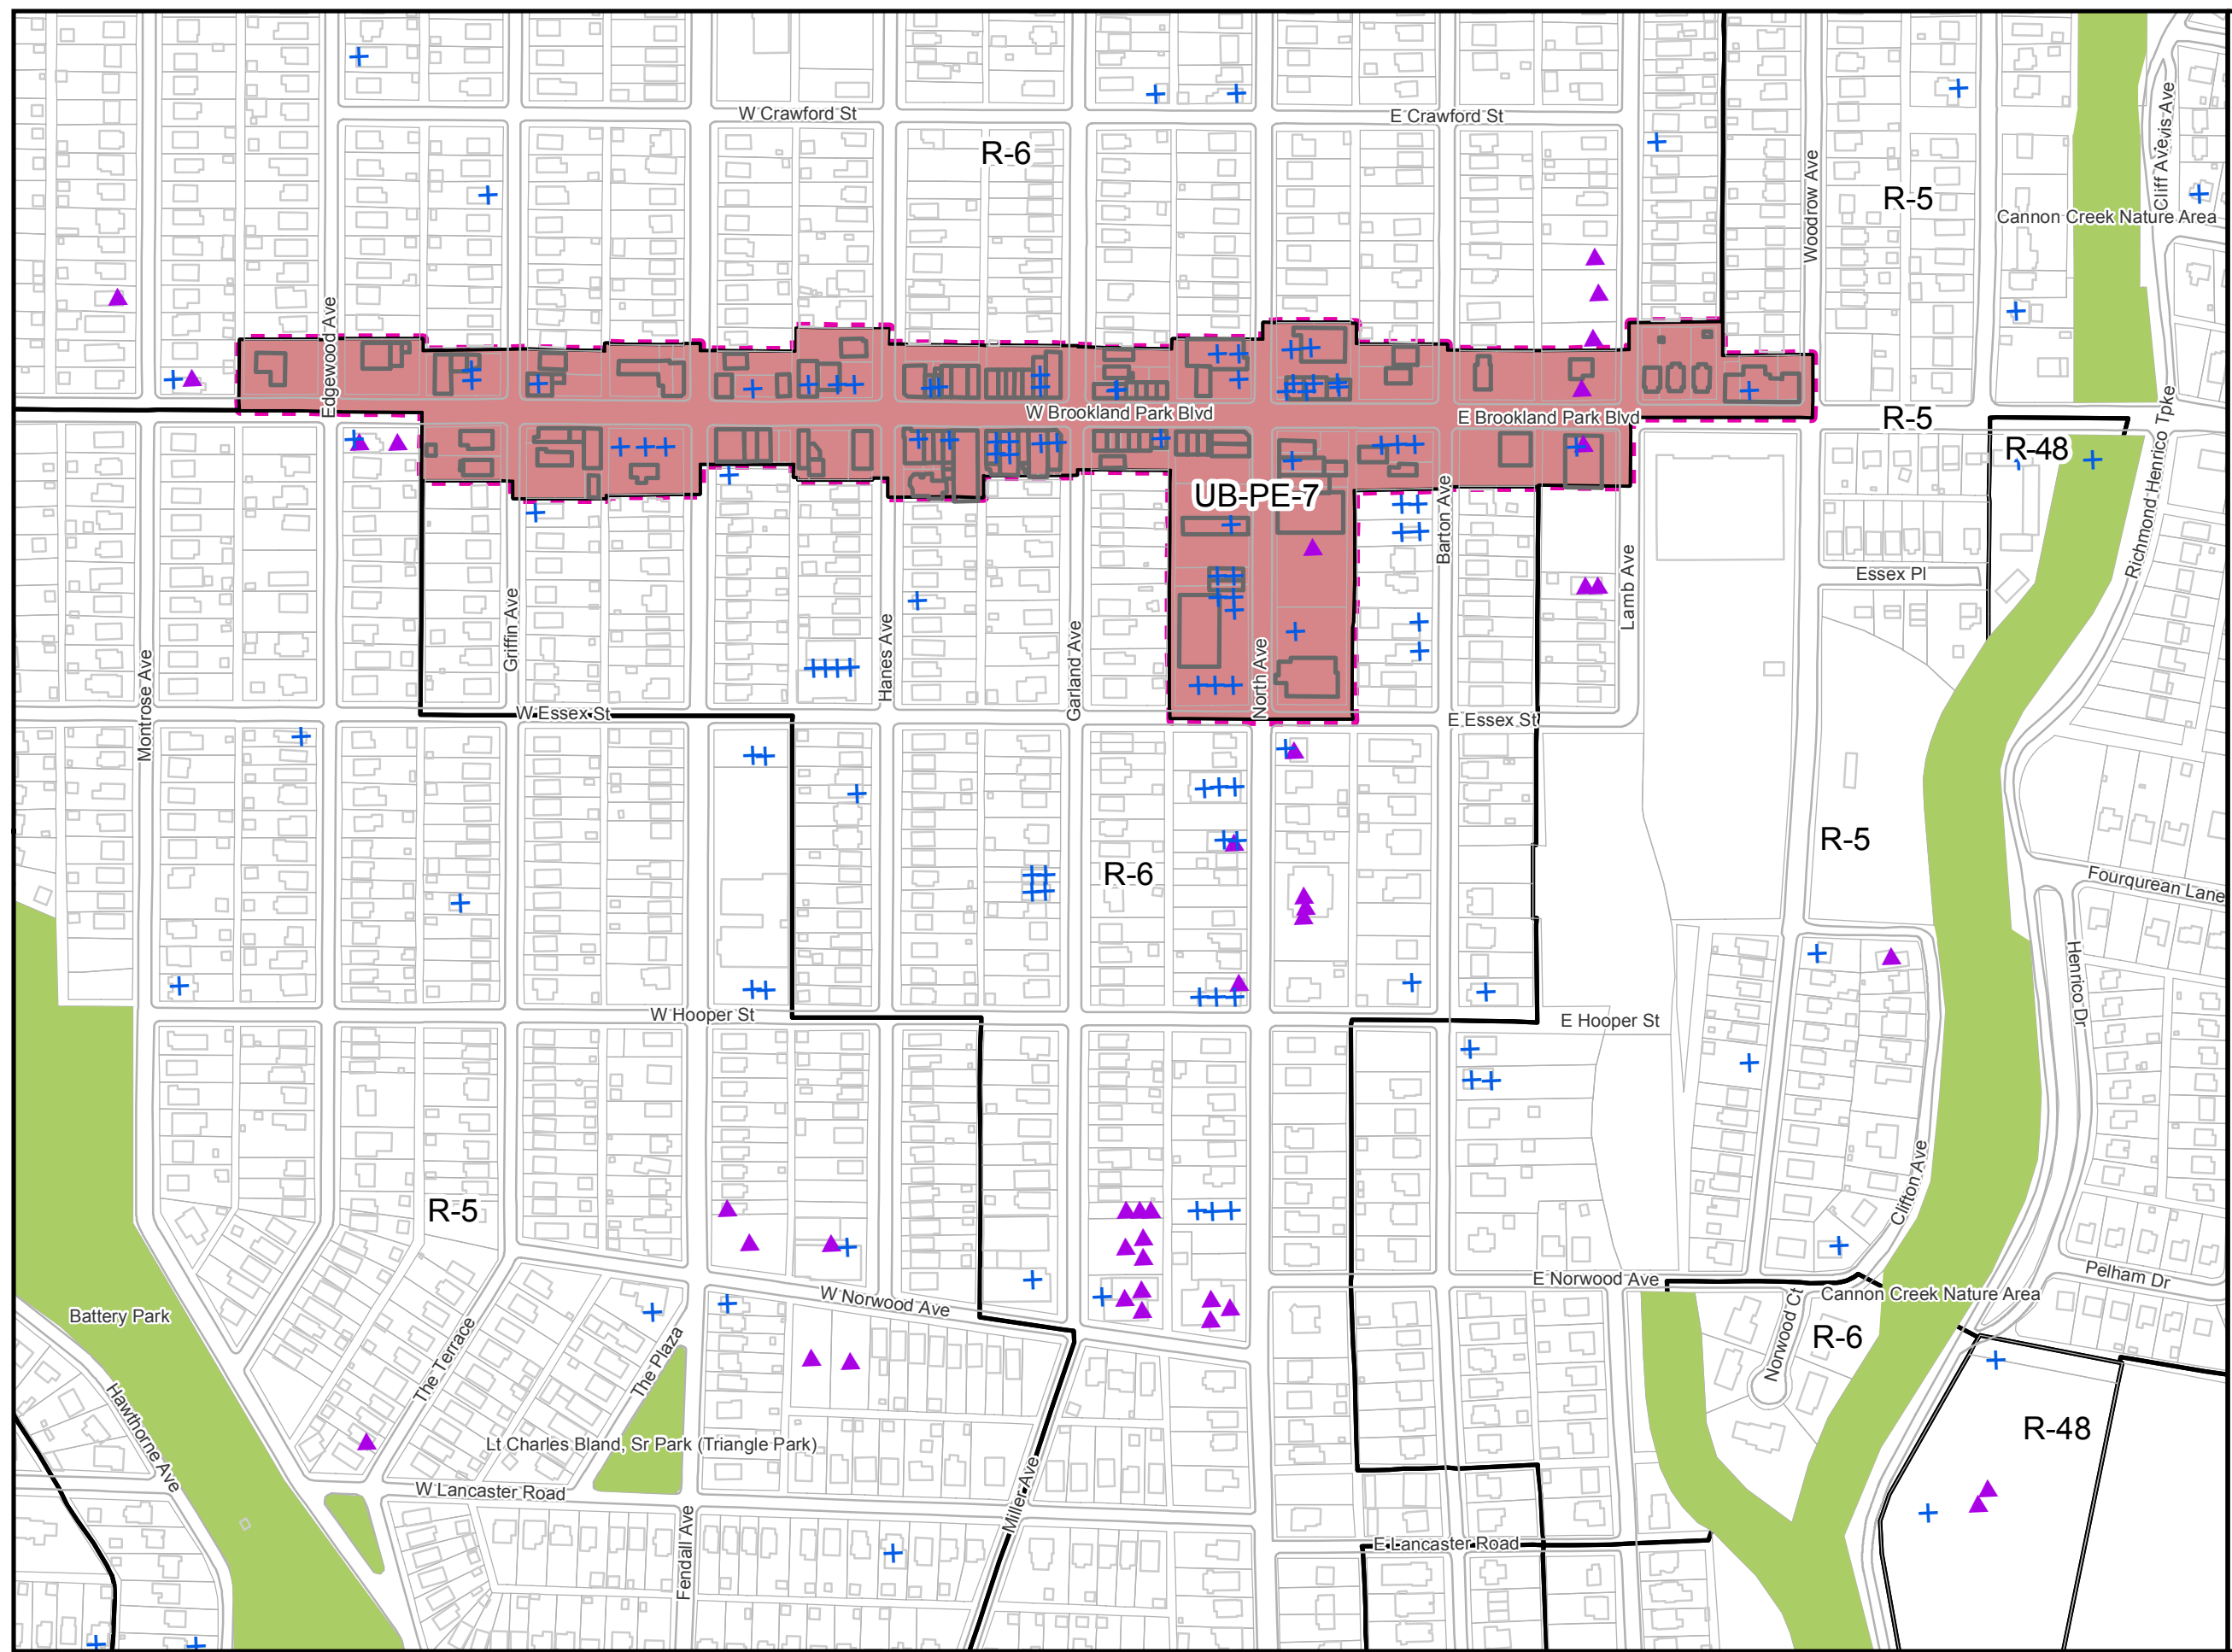 W Crawford St
E Crawford St
R-6
Woodrow Ave
R-5
Cliff Avevis Ave
Cannon Creek Nature Area
Edgewood Ave
W Brookland Park Blvd
E Brookland Park Blvd
R-5
R-48
Richmond Henrico Tpke
UB-PE-7
Barton Ave
Essex Pl
Lamb Ave
Griffin Ave
Hanes Ave
Garland Ave
North Ave
Montrose Ave
W Essex St
E Essex St
R-5
R-6
Fourqurean Lane
Henrico Dr
W Hooper St
E Hooper St
R-5
Clifton Ave
E Norwood Ave
Pelham Dr
Cannon Creek Nature Area
W Norwood Ave
Norwood Ct
R-6
Battery Park
The Terrace
The Plaza
Hawthorne Ave
Lt Charles Bland, Sr Park (Triangle Park)
R-48
W Lancaster Road
Miller Ave
Fendall Ave
E Lancaster Road